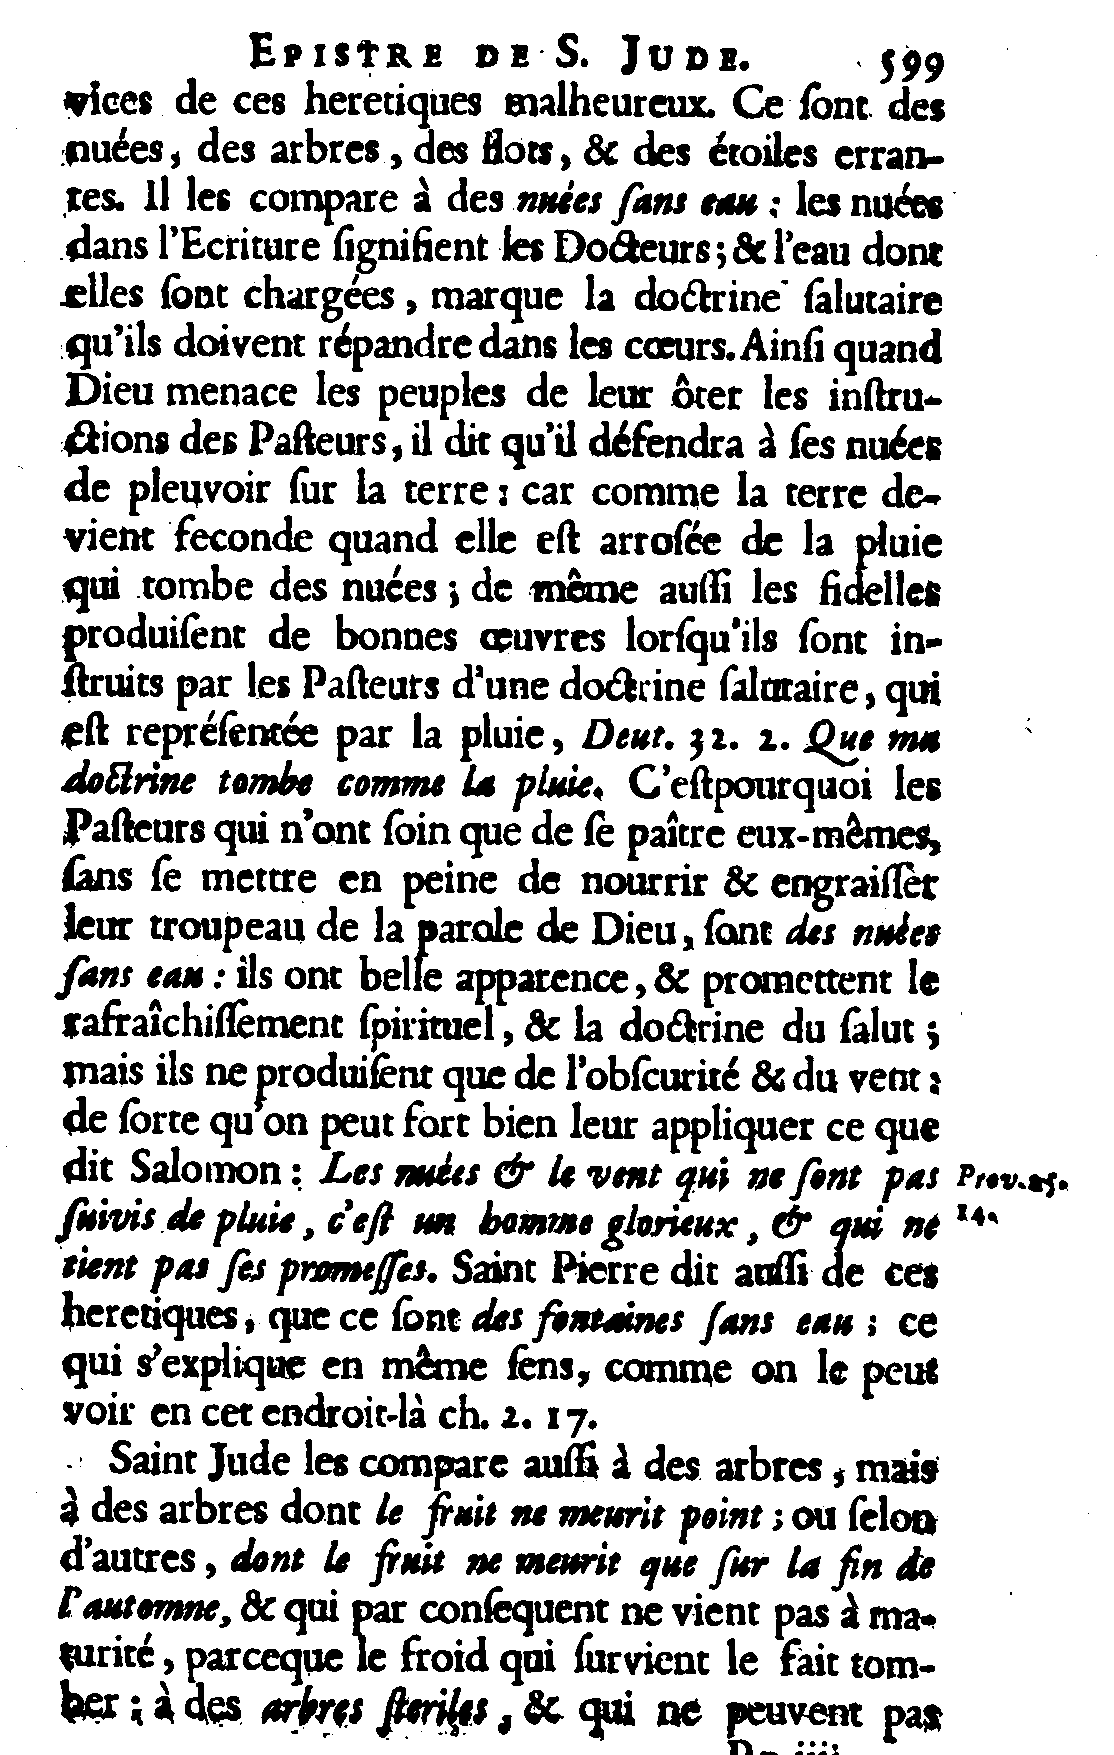 EPISTRE DE S. JUDE. 599
vices de ces heretiques malheureux. Ce ſont des
nuées, des arbres, des flots, & des étoiles erran-
tes. Il les compare à des nuées ſans eau : les nuées
dans l'Ecriture ſignifient les Docteurs; & l'eau dont
elles ſont chargées, marque la doctrine ſalutaire
qu'ils doivent répandre dans les cœurs. Ainſi quand
Dieu menace les peuples de leur ôter les inſtru-
ctions des Paſteurs, il dit qu'il défendra à ſes nuées
de pleuvoir ſur la terre : car comme la terre de-
vient feconde quand elle eſt arroſée de la pluie
qui tombe des nuées ; de même auſſi les fidelles
produiſent de bonnes œuvres lorſqu'ils ſont in-
ſtruits par les Paſteurs d'une doctrine ſalutaire, qui
eſt repréſentée par la pluie, Deut. 32. 2. Que ma
doctrine tombe comme la pluie. C'eſtpourquoi les
Paſteurs qui n'ont ſoin que de ſe paître eux-mêmes,
ſans ſe mettre en peine de nourrir & engraiſſer
leur troupeau de la parole de Dieu, ſont des nuées
ſans eau : ils ont belle apparence, & promettent le
rafraîchiſſement ſpirituel, & la doctrine du ſalut ;
mais ils ne produiſent que de l'obſcurité & du vent :
de ſorte qu'on peut fort bien leur appliquer ce que
dit Salomon : Les nuées & le vent qui ne ſont pas Prov. 25.
ſuivis de pluie, c'eſt un homme glorieux, & qui ne 14.
tient pas ſes promeſſes. Saint Pierre dit auſſi de ces
heretiques, que ce ſont des fontaines ſans eau ; ce
qui s'explique en même ſens, comme on le peut
voir en cet endroit-là ch. 2. 17.
Saint Jude les compare auſſi à des arbres, mais
à des arbres dont le fruit ne meurit point ; ou ſelon
d'autres, dont le fruit ne meurit que ſur la fin de
l'automne, & qui par conſequent ne vient pas à ma-
turité, parceque le froid qui ſurvient le fait tom-
ber ; à des arbres ſteriles, & qui ne peuvent pas